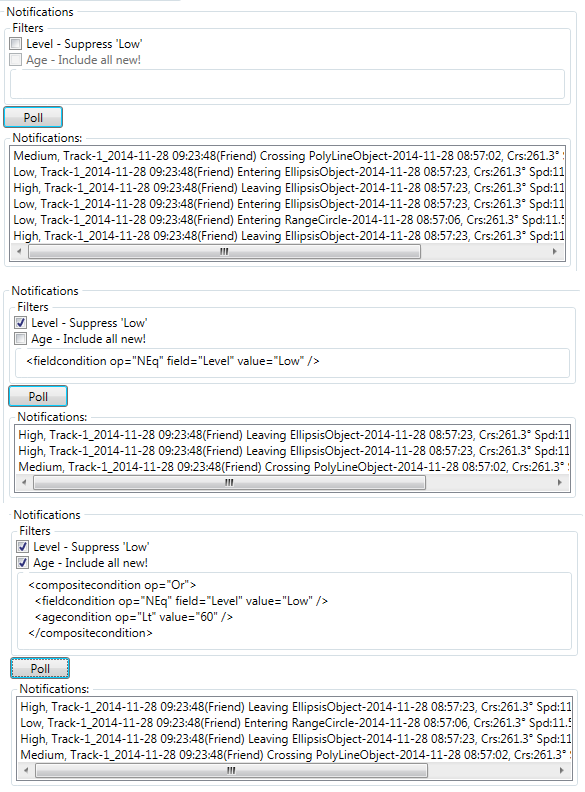 Notifications
Filters
Level - Suppress 'Low'
Age - Include all new!
Poll
Notifications:
Medium, Track-1_2014-11-28 09:23:48(Friend) Crossing PolyLineObject-2014-11-28 08:57:02, Crs:261.3°
Low, Track-1_2014-11-28 09:23:48(Friend) Entering EllipsisObject-2014-11-28 08:57:23, Crs:261.3° Spd:11
High, Track-1_2014-11-28 09:23:48(Friend) Leaving EllipsisObject-2014-11-28 08:57:23, Crs:261.3° Spd:11
Low, Track-1_2014-11-28 09:23:48(Friend) Entering EllipsisObject-2014-11-28 08:57:23, Crs:261.3° Spd:11
Low, Track-1_2014-11-28 09:23:48(Friend) Entering RangeCircle-2014-11-28 08:57:06, Crs:261.3° Spd:11.5
High, Track-1_2014-11-28 09:23:48(Friend) Leaving EllipsisObject-2014-11-28 08:57:23, Crs:261.3° Spd:11
Notifications
Filters
Level - Suppress 'Low'
Age - Include all new!
<fieldcondition op="NEq" field="Level" value="Low" />
Poll
Notifications:
High, Track-1_2014-11-28 09:23:48(Friend) Leaving EllipsisObject-2014-11-28 08:57:23, Crs:261.3° Spd:11
High, Track-1_2014-11-28 09:23:48(Friend) Leaving EllipsisObject-2014-11-28 08:57:23, Crs:261.3° Spd:11
Medium, Track-1_2014-11-28 09:23:48(Friend) Crossing PolyLineObject-2014-11-28 08:57:02, Crs:261.3°
Notifications
Filters
Level - Suppress 'Low'
Age - Include all new!
<compositecondition op="Or">
<fieldcondition op="NEq" field="Level" value="Low" />
<agecondition op="Lt" value="60" />
</compositecondition>
Poll
Notifications:
High, Track-1_2014-11-28 09:23:48(Friend) Leaving EllipsisObject-2014-11-28 08:57:23, Crs:261.3° Spd:11
Low, Track-1_2014-11-28 09:23:48(Friend) Entering RangeCircle-2014-11-28 08:57:06, Crs:261.3° Spd:11.5
High, Track-1_2014-11-28 09:23:48(Friend) Leaving EllipsisObject-2014-11-28 08:57:23, Crs:261.3° Spd:11
Medium, Track-1_2014-11-28 09:23:48(Friend) Crossing PolyLineObject-2014-11-28 08:57:02, Crs:261.3°